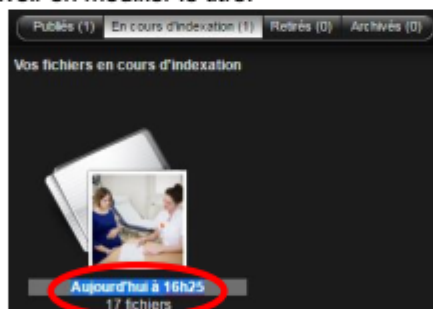 Publiés (1) En cours d'indexation (1) Retirés (0) Archivés (0)
Vos fichiers en cours d'indexation
Aujourd'hui à 16h25
17 fichiers